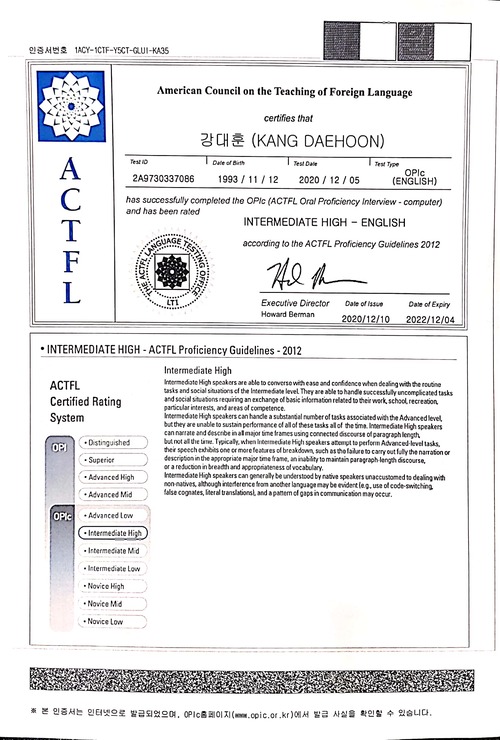 인증서번호 1ACY-1CTF-Y5CT-GLUI-KA35
American Council on the Teaching of Foreign Language
certifies that
강대훈 (KANG DAEHOON)
Test ID
Date of Birth
Test Date
Test Type
2A9730337086
1993 / 11 / 12
2020 / 12 / 05
OPIc
(ENGLISH)
has successfully completed the OPIc (ACTFL Oral Proficiency Interview - computer)
and has been rated
INTERMEDIATE HIGH - ENGLISH
according to the ACTFL Proficiency Guidelines 2012
A
C
T
F
L
THE ACTFL LANGUAGE TESTING OFFICE
LTI
Executive Director
Howard Berman
Date of Issue
2020/12/10
Date of Expiry
2022/12/04
• INTERMEDIATE HIGH - ACTFL Proficiency Guidelines - 2012
ACTFL
Certified Rating
System
OPI
• Distinguished
• Superior
• Advanced High
• Advanced Mid
OPIc
• Advanced Low
• Intermediate High
• Intermediate Mid
• Intermediate Low
• Novice High
• Novice Mid
• Novice Low
Intermediate High
Intermediate High speakers are able to converse with ease and confidence when dealing with the routine
tasks and social situations of the Intermediate level. They are able to handle successfully uncomplicated tasks
and social situations requiring an exchange of basic information related to their work, school, recreation,
particular interests, and areas of competence.
Intermediate High speakers can handle a substantial number of tasks associated with the Advanced level,
but they are unable to sustain performance of all of these tasks all of the time. Intermediate High speakers
can narrate and describe in all major time frames using connected discourse of paragraph length,
but not all the time. Typically, when Intermediate High speakers attempt to perform Advanced-level tasks,
their speech exhibits one or more features of breakdown, such as the failure to carry out fully the narration or
description in the appropriate major time frame, an inability to maintain paragraph-length discourse,
or a reduction in breadth and appropriateness of vocabulary.
Intermediate High speakers can generally be understood by native speakers unaccustomed to dealing with
non-natives, although interference from another language may be evident (e.g., use of code-switching,
false cognates, literal translations), and a pattern of gaps in communication may occur.
※ 본 인증서는 인터넷으로 발급되었으며, OPIc홈페이지(www.opic.or.kr)에서 발급 사실을 확인할 수 있습니다.